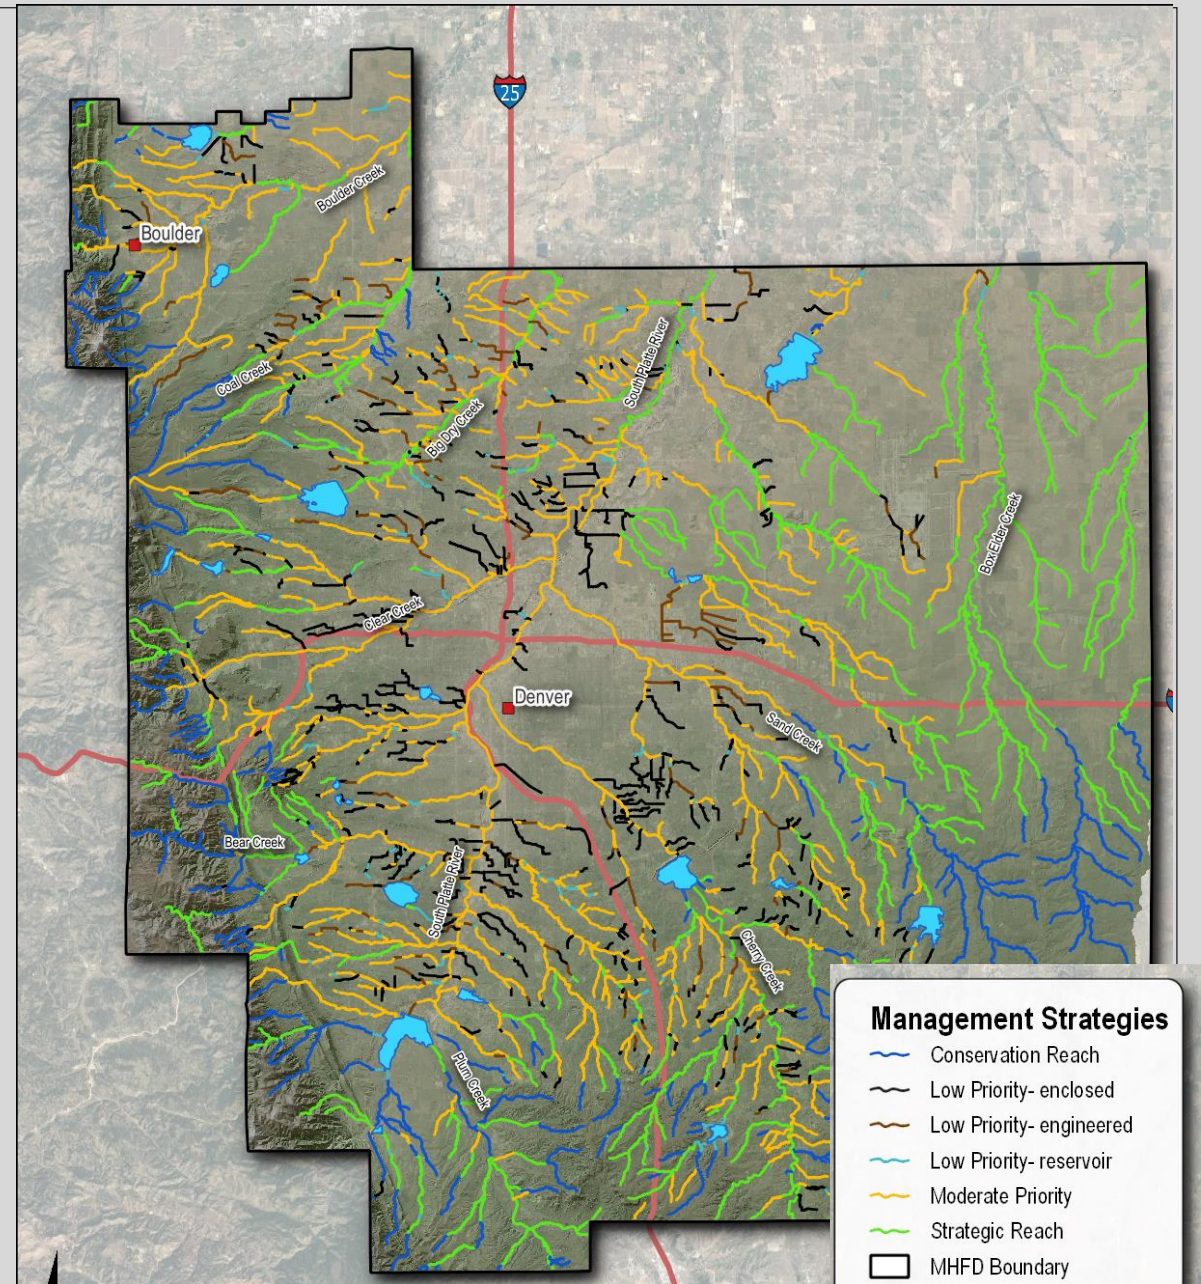 25
Boulder Creek
Boulder
South Platte River
Coal Creek
Big Dry Creek
Box Elder Creek
Clear Creek
Denver
Sand Creek
Bear Creek
South Platte River
Cherry Creek
Plum Creek
Management Strategies
Conservation Reach
Low Priority- enclosed
Low Priority- engineered
Low Priority- reservoir
Moderate Priority
Strategic Reach
MHFD Boundary